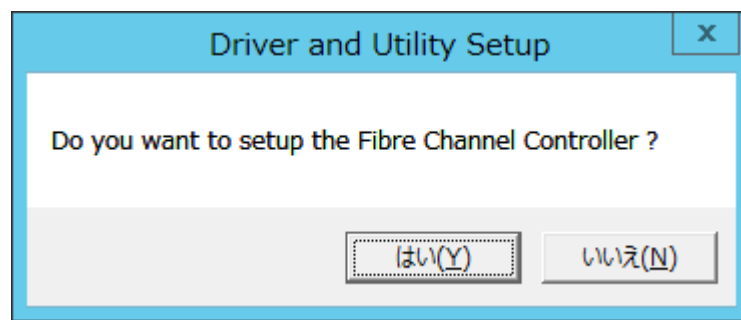 Driver and Utility Setup
x
Do you want to setup the Fibre Channel Controller ?
はい(Y)
いいえ(N)